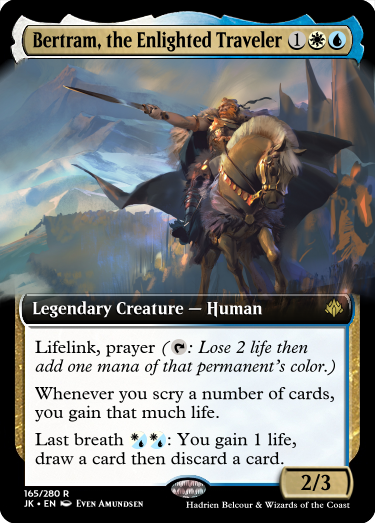 Bertram, the Enlighted Traveler 1
Legendary Creature — Human
Lifelink, prayer (: Lose 2 life then
add one mana of that permanent's color.)
Whenever you scry a number of cards,
you gain that much life.
Last breath : You gain 1 life,
draw a card then discard a card.
2/3
165/280 R
JK • EN Even Amundsen
Hadrien Belcour & Wizards of the Coast